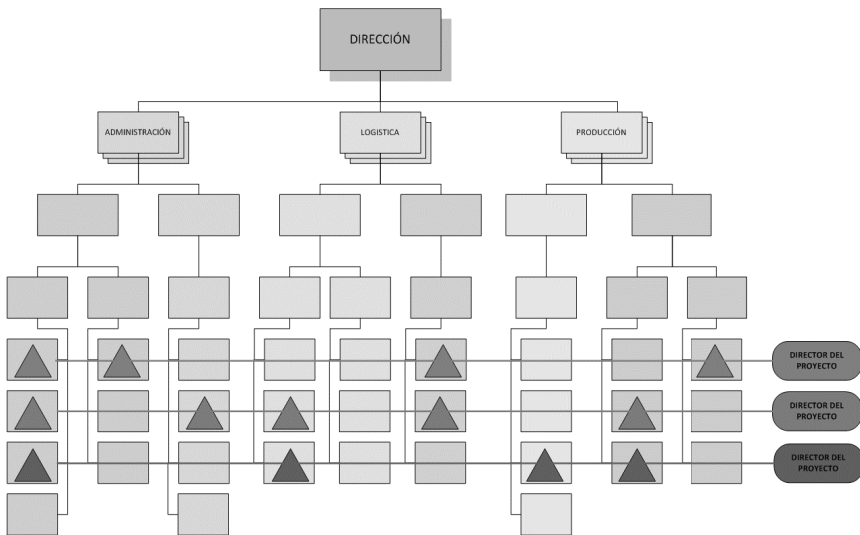 DIRECCIÓN
ADMINISTRACIÓN
LOGISTICA
PRODUCCIÓN
DIRECTOR DEL
PROYECTO
DIRECTOR DEL
PROYECTO
DIRECTOR DEL
PROYECTO